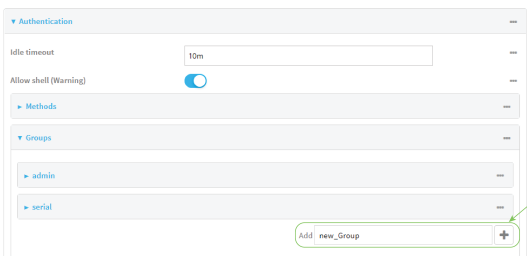 Authentication
Idle timeout
10m
Allow shell (Warning)
Methods
Groups
admin
serial
Add new_Group